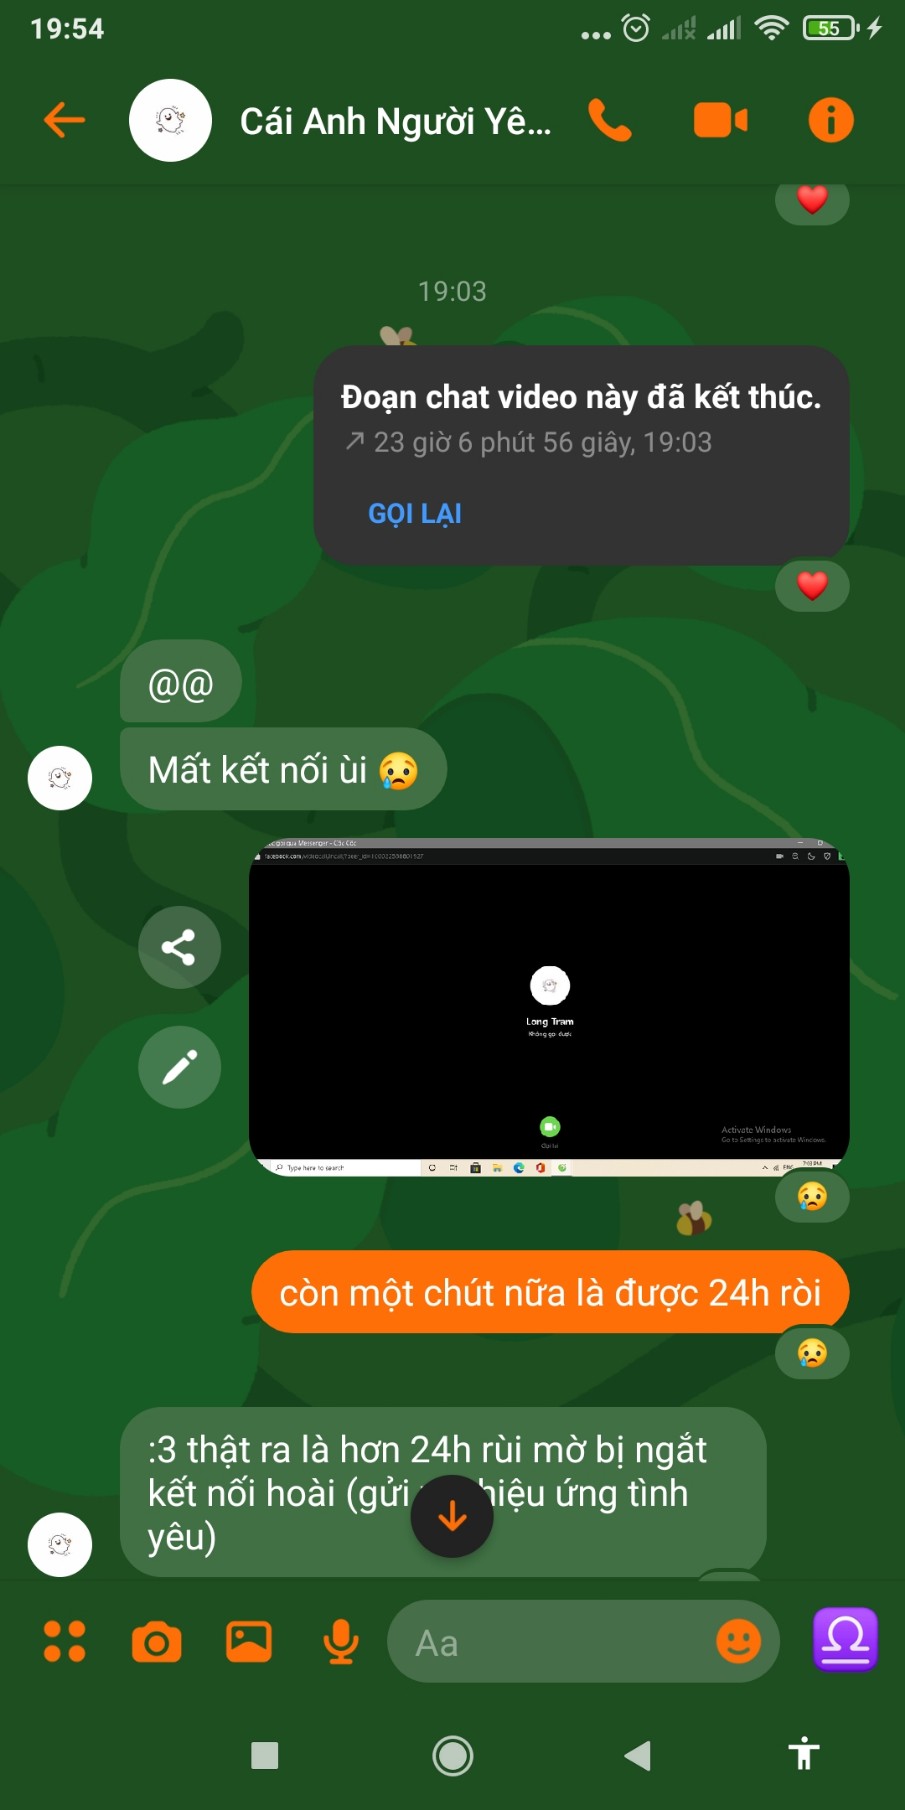 19:54
55
Cái Anh Người Yê...
19:03
Đoạn chat video này đã kết thúc.
23 giờ 6 phút 56 giây, 19:03
GỌI LẠI
@@
Mất kết nối ùi 😢
Long Tram
Không gọi được
Activate Windows
Go to Settings to activate Windows.
Type here to search
còn một chút nữa là được 24h ròi
:3 thật ra là hơn 24h rùi mờ bị ngắt
kết nối hoài (gửi hiệu ứng tình
yêu)
Aa